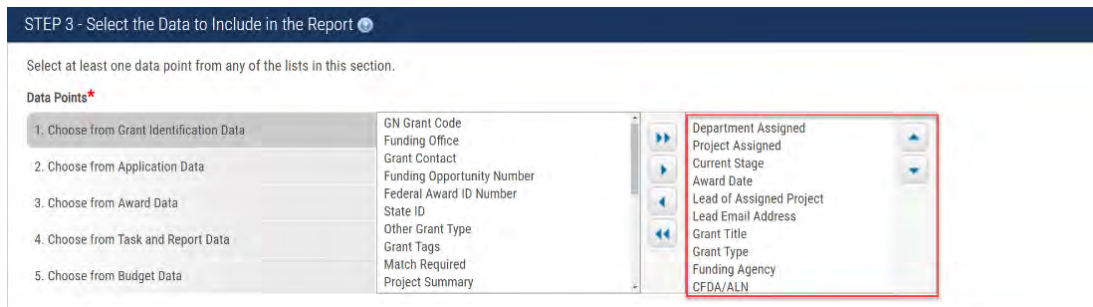 STEP 3 - Select the Data to Include in the Report
Select at least one data point from any of the lists in this section.
Data Points*
1. Choose from Grant Identification Data
2. Choose from Application Data
3. Choose from Award Data
4. Choose from Task and Report Data
5. Choose from Budget Data
GN Grant Code
Funding Office
Grant Contact
Funding Opportunity Number
Federal Award ID Number
State ID
Other Grant Type
Grant Tags
Match Required
Project Summary
Department Assigned
Project Assigned
Current Stage
Award Date
Lead of Assigned Project
Lead Email Address
Grant Title
Grant Type
Funding Agency
CFDA/ALN